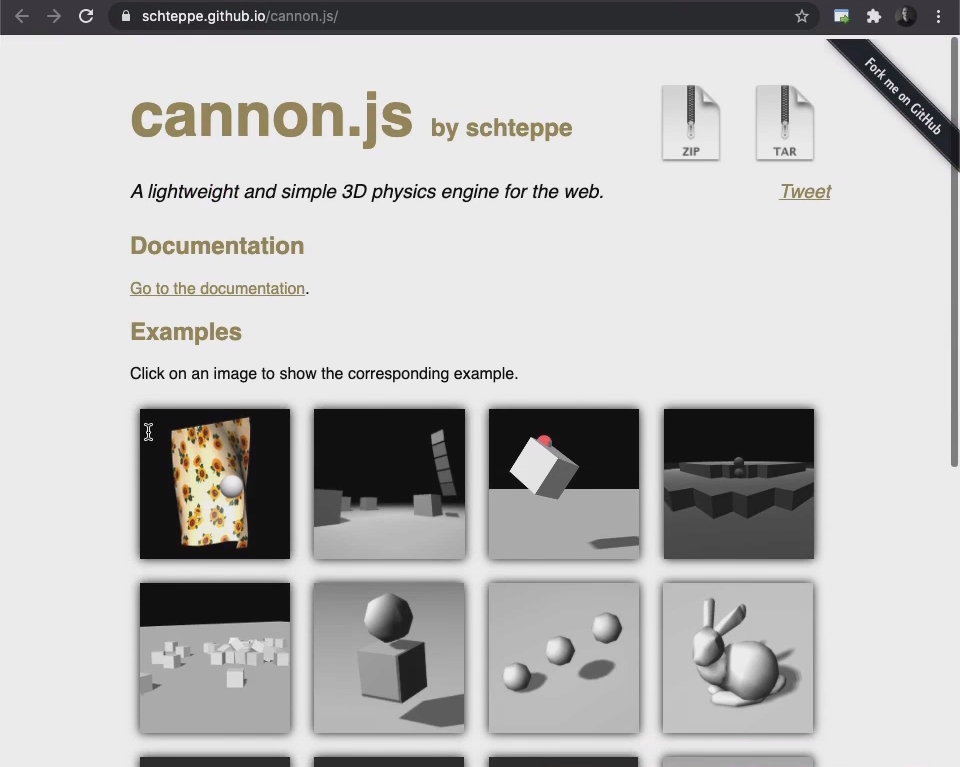 schteppe.github.io/cannon.js/
Fork me on GitHub
cannon.js by schteppe
ZIP
TAR
A lightweight and simple 3D physics engine for the web.
Tweet
Documentation
Go to the documentation.
Examples
Click on an image to show the corresponding example.